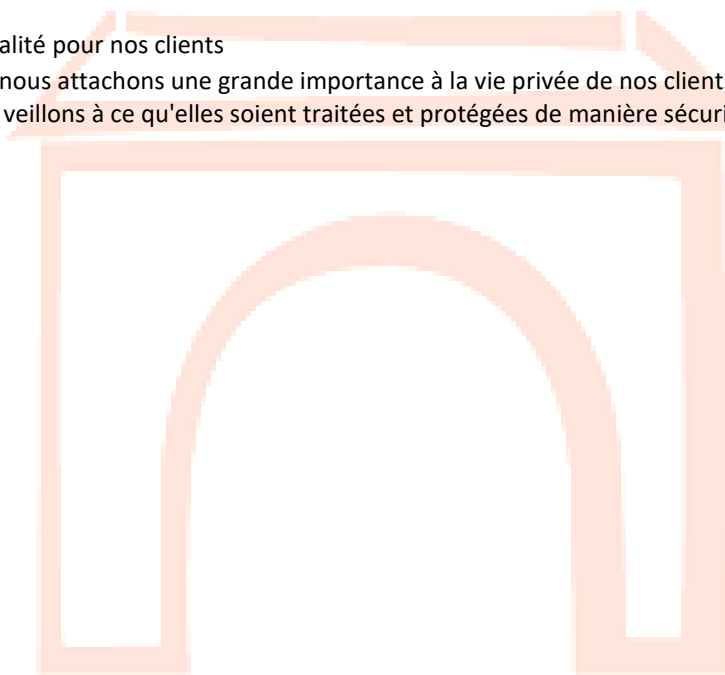 alité pour nos clients
nous attachons une grande importance à la vie privée de nos client
veillons à ce qu'elles soient traitées et protégées de manière sécuri